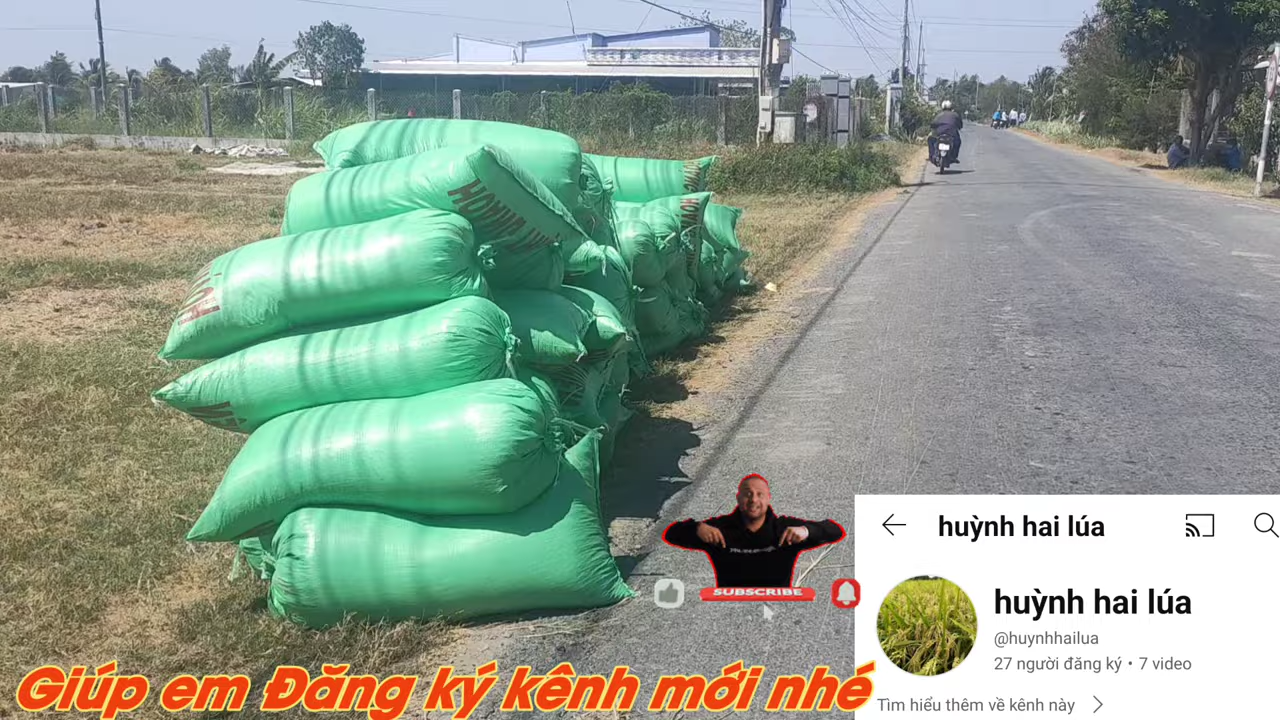 SUBSCRIBE
huỳnh hai lúa
huỳnh hai lúa
@huynhhailua
27 người đăng ký • 7 video
Tìm hiểu thêm về kênh này
Giúp em Đăng ký kênh mới nhé